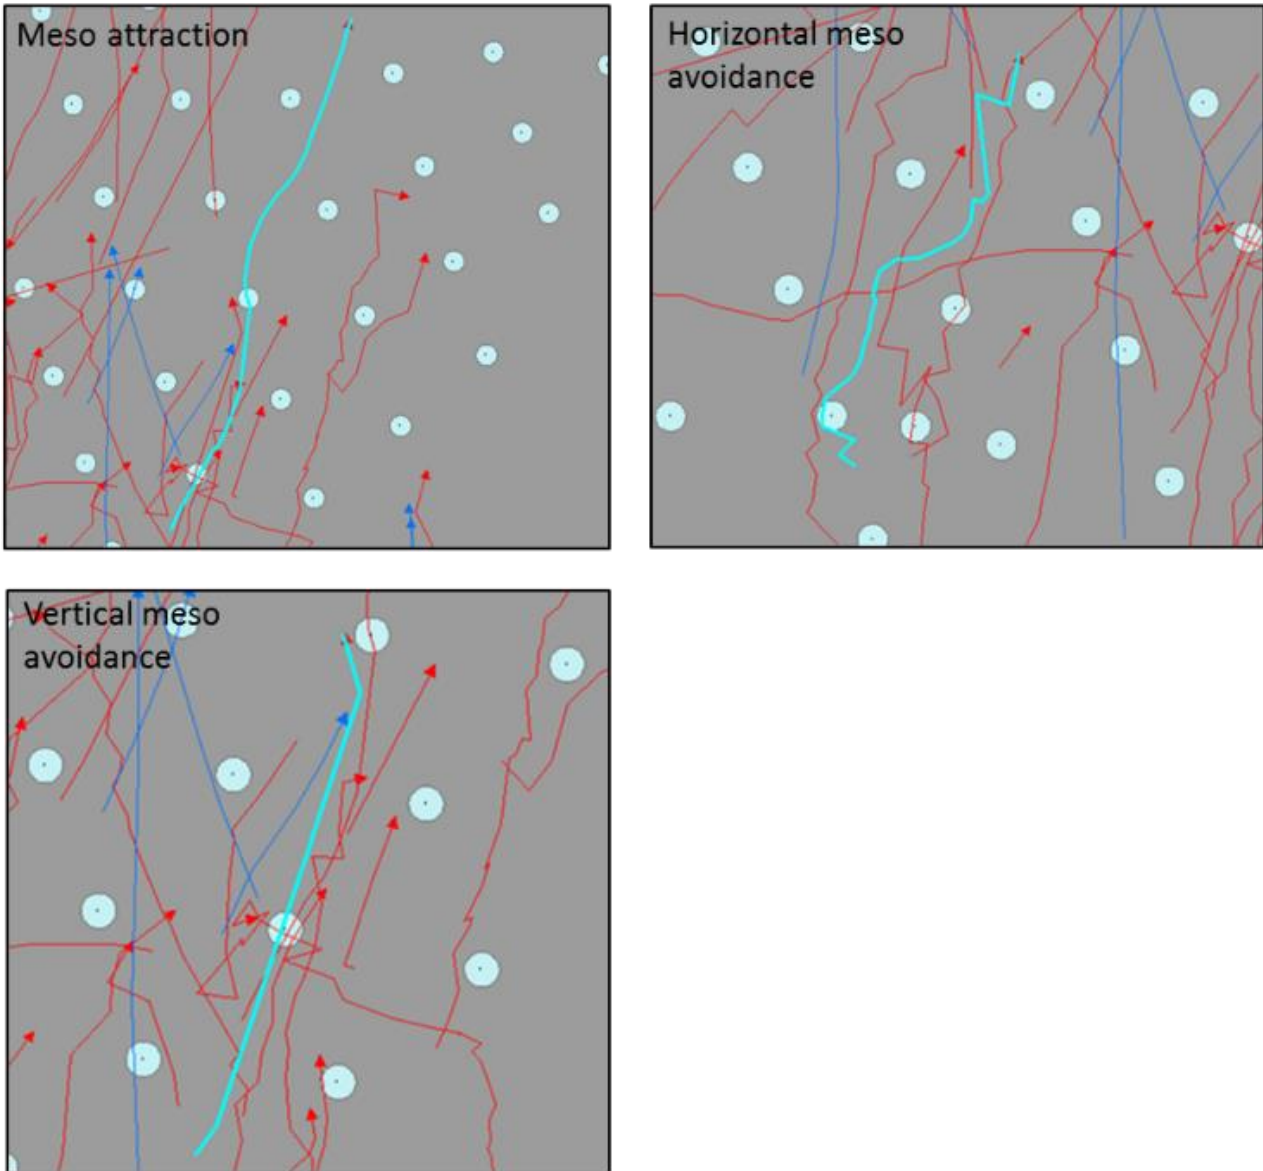 Meso attraction
Horizontal meso
avoidance
Vertical meso
avoidance